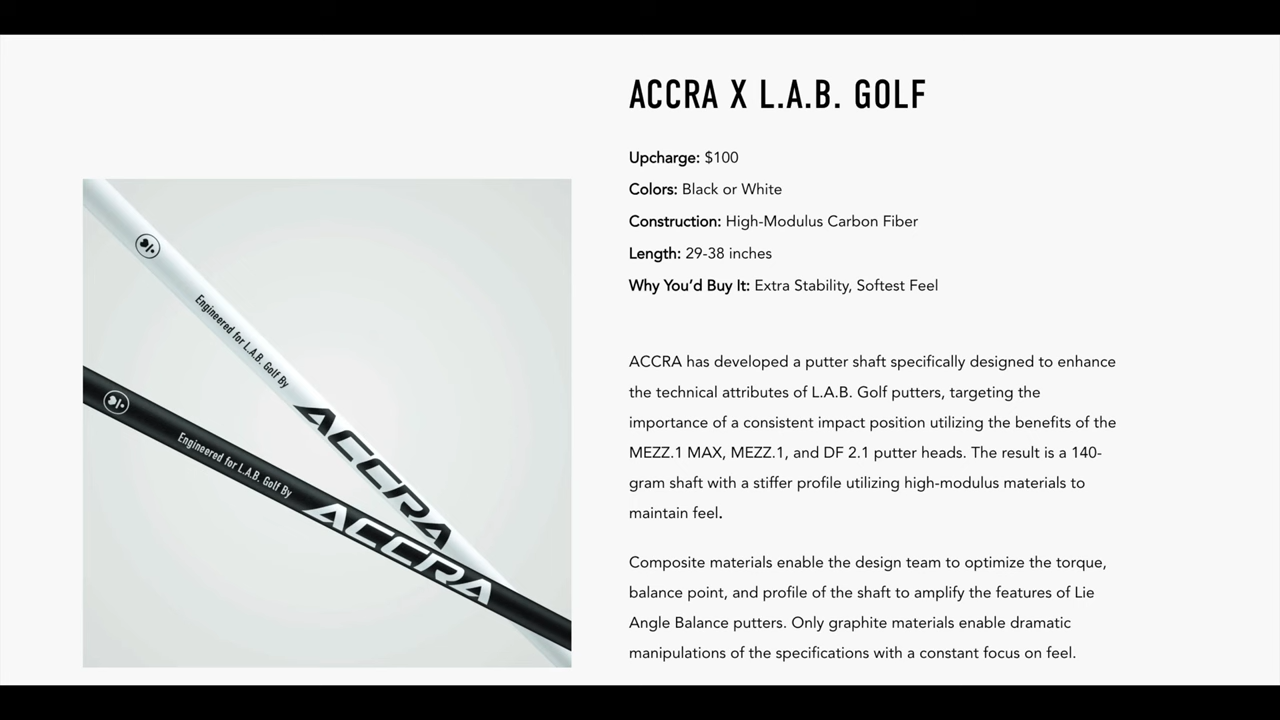 ACCRA X L.A.B. GOLF
Upcharge: $100
Colors: Black or White
Construction: High-Modulus Carbon Fiber
Length: 29-38 inches
Why You’d Buy It: Extra Stability, Softest Feel
ACCRA has developed a putter shaft specifically designed to enhance
the technical attributes of L.A.B. Golf putters, targeting the
importance of a consistent impact position utilizing the benefits of the
MEZZ.1 MAX, MEZZ.1, and DF 2.1 putter heads. The result is a 140-
gram shaft with a stiffer profile utilizing high-modulus materials to
maintain feel.
Composite materials enable the design team to optimize the torque,
balance point, and profile of the shaft to amplify the features of Lie
Angle Balance putters. Only graphite materials enable dramatic
manipulations of the specifications with a constant focus on feel.
Engineered for L.A.B. Golf By
ACCRA
Engineered for L.A.B. Golf By
ACCRA